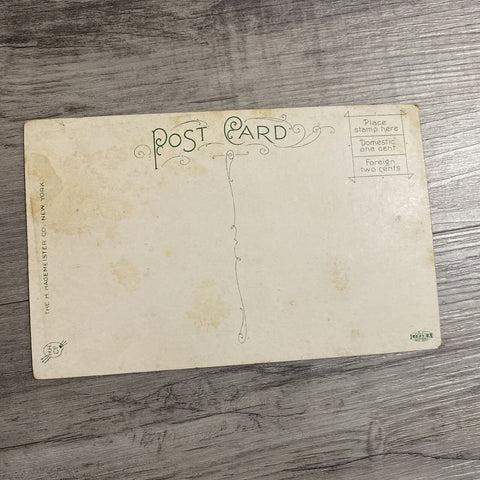 POST CARD
Place
stamp here
Domestic
one cent
Foreign
two cents
THE H. HAGEMEISTER CO. NEW YORK